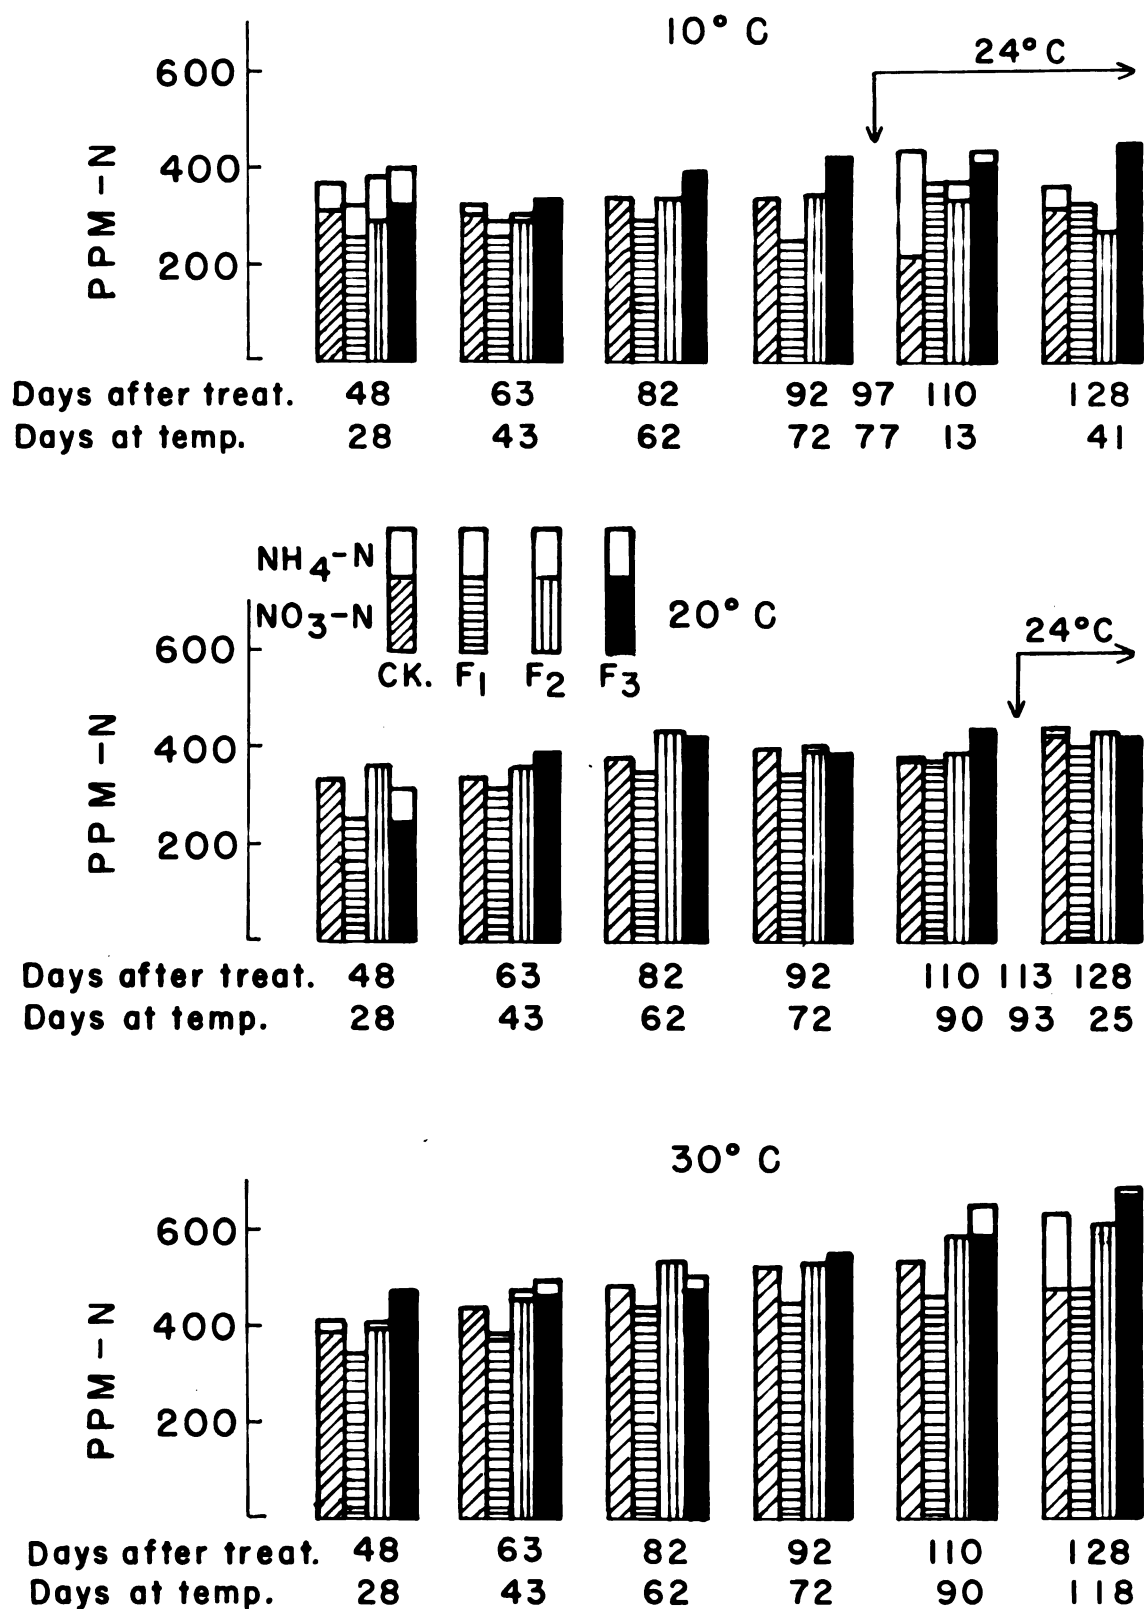 10° C
24°C
600
400
200
PPM-N
Days after treat. 48 63 82 92 97 110 128
Days at temp. 28 43 62 72 77 13 41
NH4-N
NO3-N
CK. F1 F2 F3
20° C
24°C
600
400
200
PPM-N
Days after treat. 48 63 82 92 110 113 128
Days at temp. 28 43 62 72 90 93 25
30° C
600
400
200
PPM-N
Days after treat. 48 63 82 92 110 128
Days at temp. 28 43 62 72 90 118